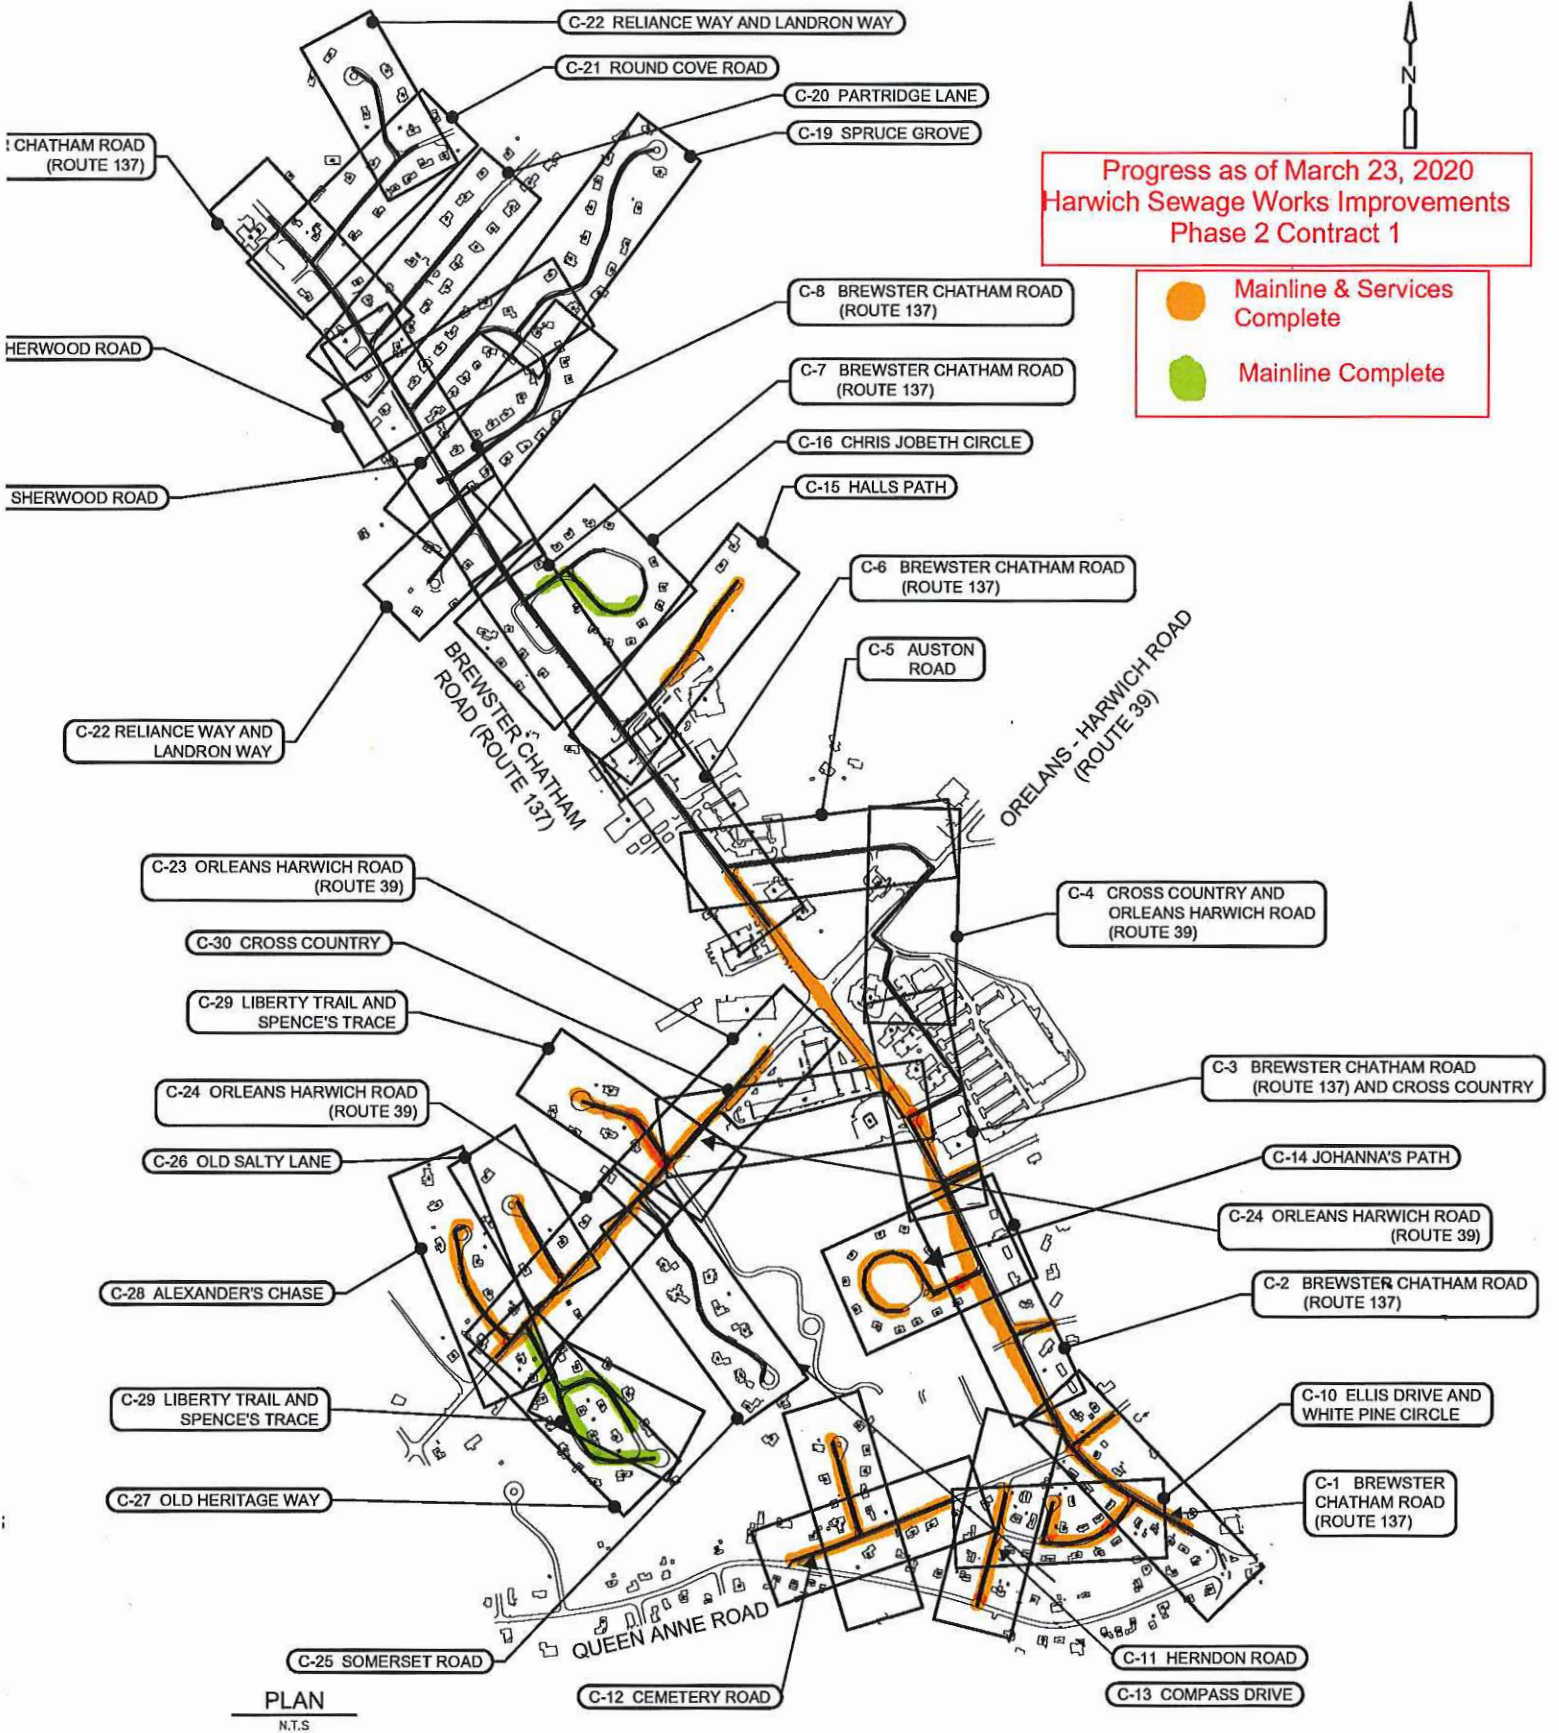 C-22 RELIANCE WAY AND LANDRON WAY
C-21 ROUND COVE ROAD
C-20 PARTRIDGE LANE
C-19 SPRUCE GROVE
N
CHATHAM ROAD
(ROUTE 137)
Progress as of March 23, 2020
Harwich Sewage Works Improvements
Phase 2 Contract 1
Mainline & Services
Complete
Mainline Complete
C-8 BREWSTER CHATHAM ROAD
(ROUTE 137)
HERWOOD ROAD
C-7 BREWSTER CHATHAM ROAD
(ROUTE 137)
C-16 CHRIS JOBETH CIRCLE
SHERWOOD ROAD
C-15 HALLS PATH
C-6 BREWSTER CHATHAM ROAD
(ROUTE 137)
C-5 AUSTON
ROAD
BREWSTER CHATHAM
ROAD (ROUTE 137)
ORELANS - HARWICH ROAD
(ROUTE 39)
C-22 RELIANCE WAY AND
LANDRON WAY
C-23 ORLEANS HARWICH ROAD
(ROUTE 39)
C-4 CROSS COUNTRY AND
ORLEANS HARWICH ROAD
(ROUTE 39)
C-30 CROSS COUNTRY
C-29 LIBERTY TRAIL AND
SPENCE'S TRACE
C-3 BREWSTER CHATHAM ROAD
(ROUTE 137) AND CROSS COUNTRY
C-24 ORLEANS HARWICH ROAD
(ROUTE 39)
C-26 OLD SALTY LANE
C-14 JOHANNA'S PATH
C-24 ORLEANS HARWICH ROAD
(ROUTE 39)
C-28 ALEXANDER'S CHASE
C-2 BREWSTER CHATHAM ROAD
(ROUTE 137)
C-29 LIBERTY TRAIL AND
SPENCE'S TRACE
C-10 ELLIS DRIVE AND
WHITE PINE CIRCLE
C-27 OLD HERITAGE WAY
C-1 BREWSTER
CHATHAM ROAD
(ROUTE 137)
QUEEN ANNE ROAD
C-25 SOMERSET ROAD
C-11 HERNDON ROAD
C-12 CEMETERY ROAD
C-13 COMPASS DRIVE
PLAN
N.T.S